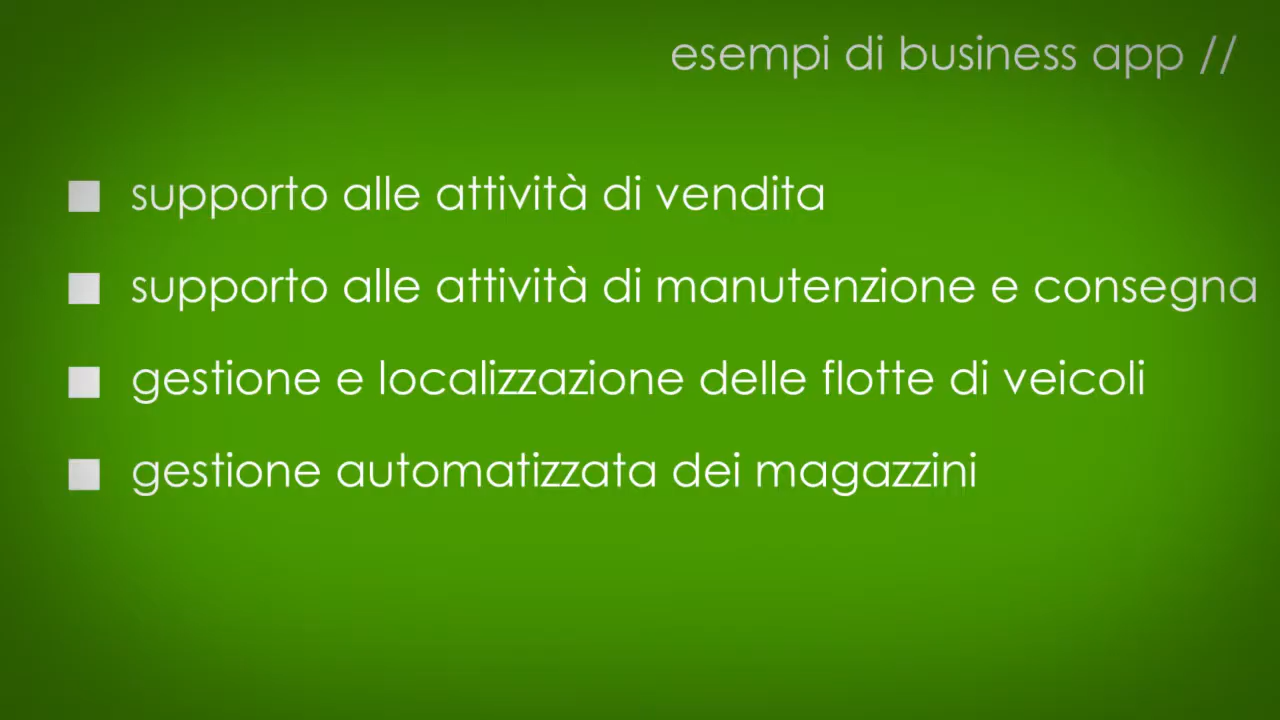 esempi di business app //
supporto alle attività di vendita
supporto alle attività di manutenzione e consegna
gestione e localizzazione delle flotte di veicoli
gestione automatizzata dei magazzini